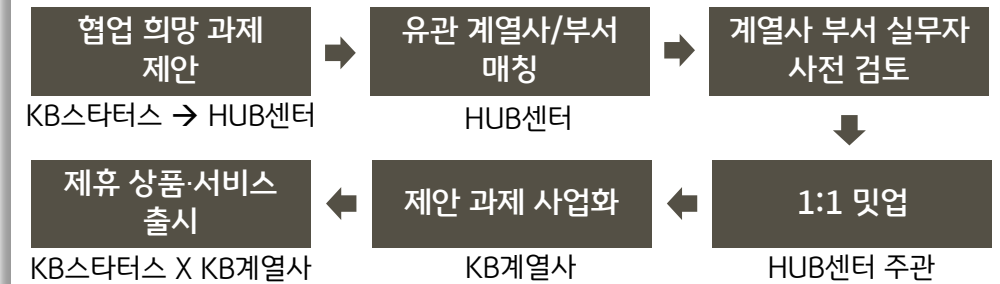 협업 희망 과제
제안
KB스타터스 → HUB센터
유관 계열사/부서
매칭
HUB센터
계열사 부서 실무자
사전 검토
1:1 밋업
HUB센터 주관
제안 과제 사업화
KB계열사
제휴 상품·서비스
출시
KB스타터스 X KB계열사